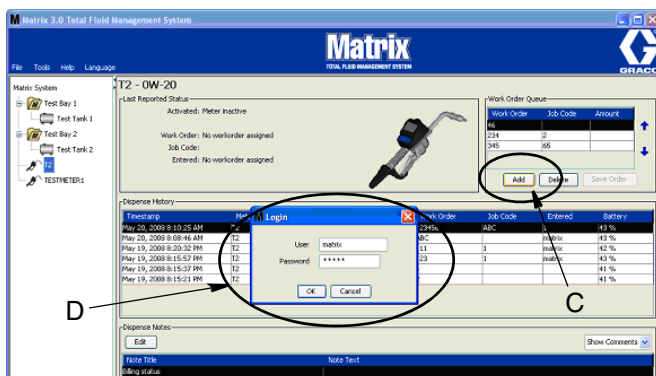 Matrix 3.0 Total Fluid Management System
Matrix
TOTAL FLUID MANAGEMENT SYSTEM
GRACO
File Tools Help Language
Matrix System
Test Bay 1
Test Tank 1
Test Bay 2
Test Tank 2
T2
TESTMETER1
T2 - 0W-20
Last Reported Status
Activated: Meter inactive
Work Order: No workorder assigned
Job Code:
Entered: No workorder assigned
Work Order Queue
Work Order Job Code Amount
46
234 2
345 65
Add Delete Save Order
Dispense History
Timestamp Work Order Job Code Entered Battery
May 20, 2008 8:10:25 AM T2 ABC 43 %
May 20, 2008 8:08:46 AM T2 matrix 43 %
May 19, 2008 8:20:32 PM T2 11 1 matrix 42 %
May 19, 2008 8:15:57 PM T2 23 1 matrix 43 %
May 19, 2008 8:15:37 PM T2 41 %
May 19, 2008 8:15:21 PM T2 41 %
Login
User matrix
Password *****
OK Cancel
D
C
Dispense Notes
Edit Show Comments
Note Title Note Text
Billing status